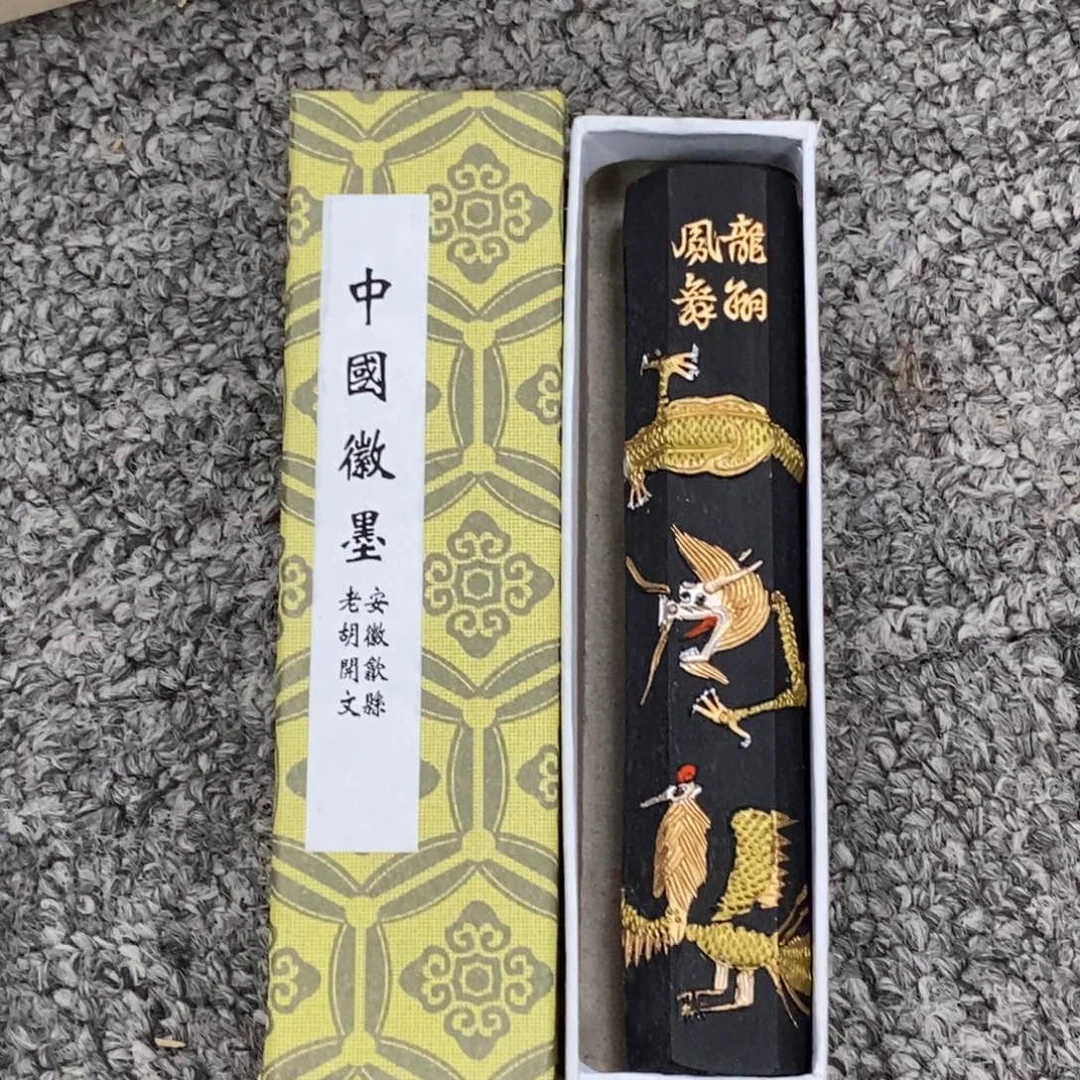 中國徽墨
安徽歙縣
老胡開文
龍翔
鳳舞